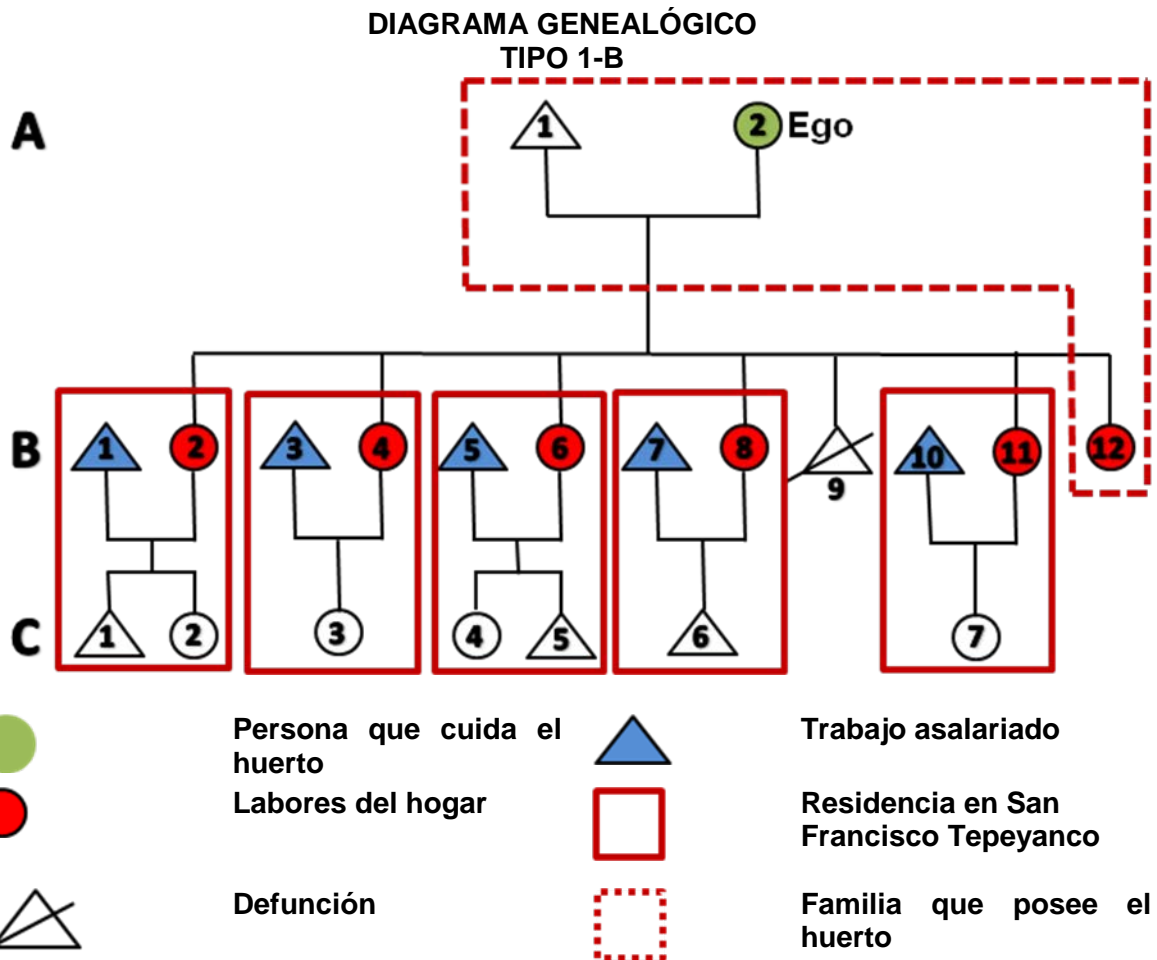 DIAGRAMA GENEALÓGICO
TIPO 1-B
A
1
2 Ego
B
1 2 3 4 5 6 7 8 9 10 11 12
C
1 2 3 4 5 6 7
Persona que cuida el
huerto
Trabajo asalariado
Labores del hogar
Residencia en San
Francisco Tepeyanco
Defunción
Familia que posee el
huerto